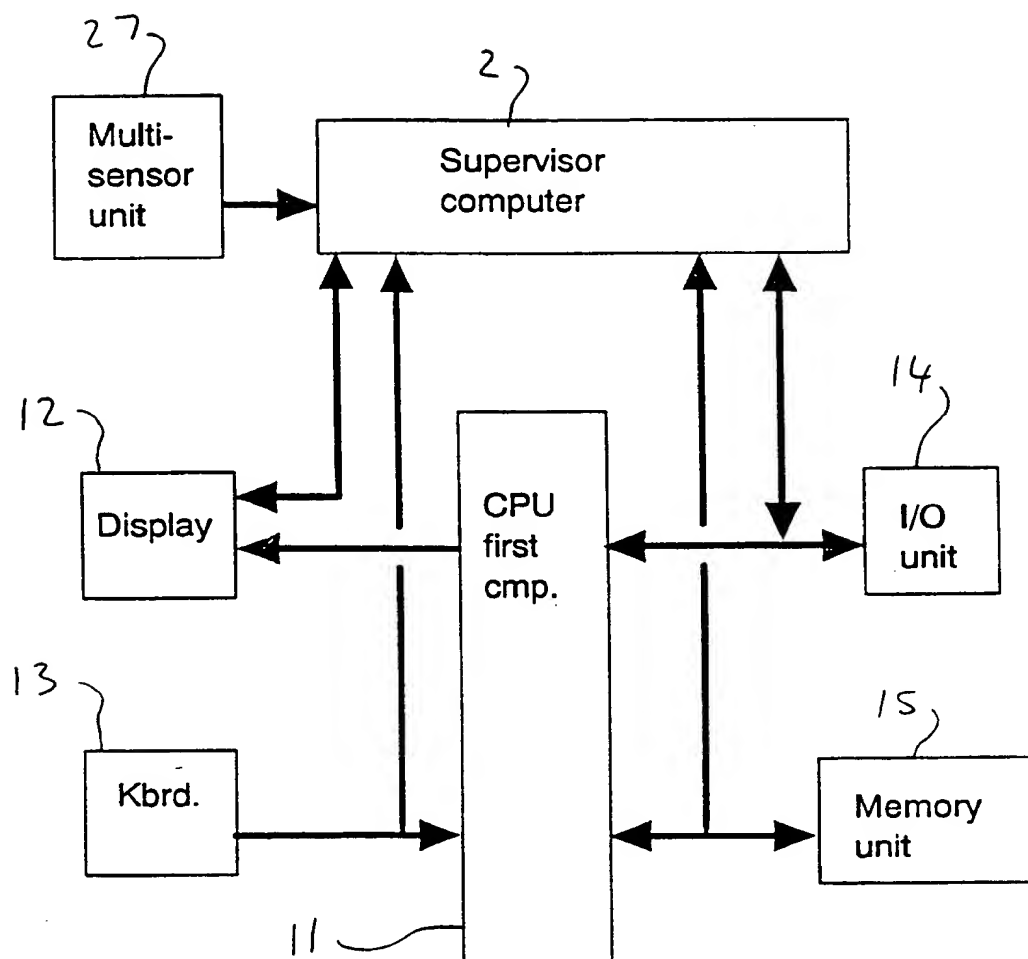 27
2
Multi-
sensor
unit
Supervisor
computer
12
14
Display
CPU
first
cmp.
I/O
unit
13
15
Kbrd.
Memory
unit
11